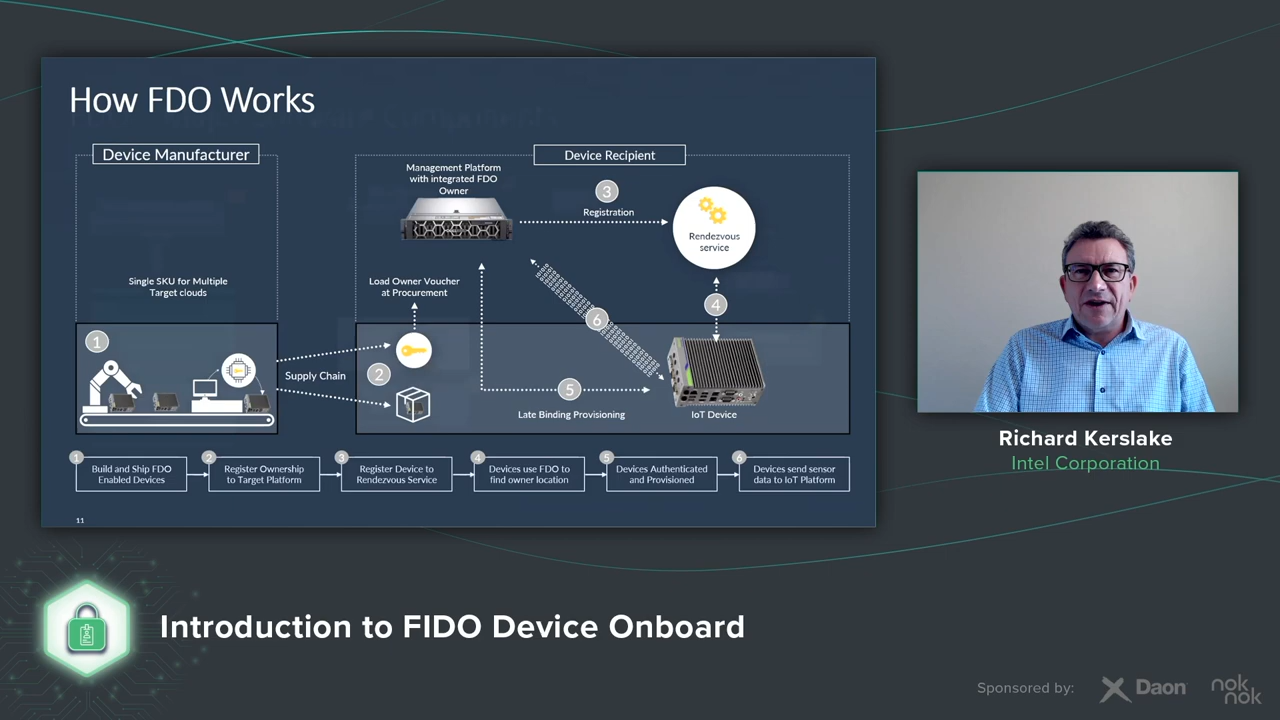 How FDO Works
Device Manufacturer
Device Recipient
Management Platform
with integrated FDO
Owner
3
Registration
Rendezvous
service
Single SKU for Multiple
Target clouds
Load Owner Voucher
at Procurement
4
6
1
Supply Chain
2
5
Late Binding Provisioning
IoT Device
1
Build and Ship FDO
Enabled Devices
2
Register Ownership
to Target Platform
3
Register Device to
Rendezvous Service
4
Devices use FDO to
find owner location
5
Devices Authenticated
and Provisioned
6
Devices send sensor
data to IoT Platform
11
Richard Kerslake
Intel Corporation
Introduction to FIDO Device Onboard
Sponsored by:
Daon
nok
nok